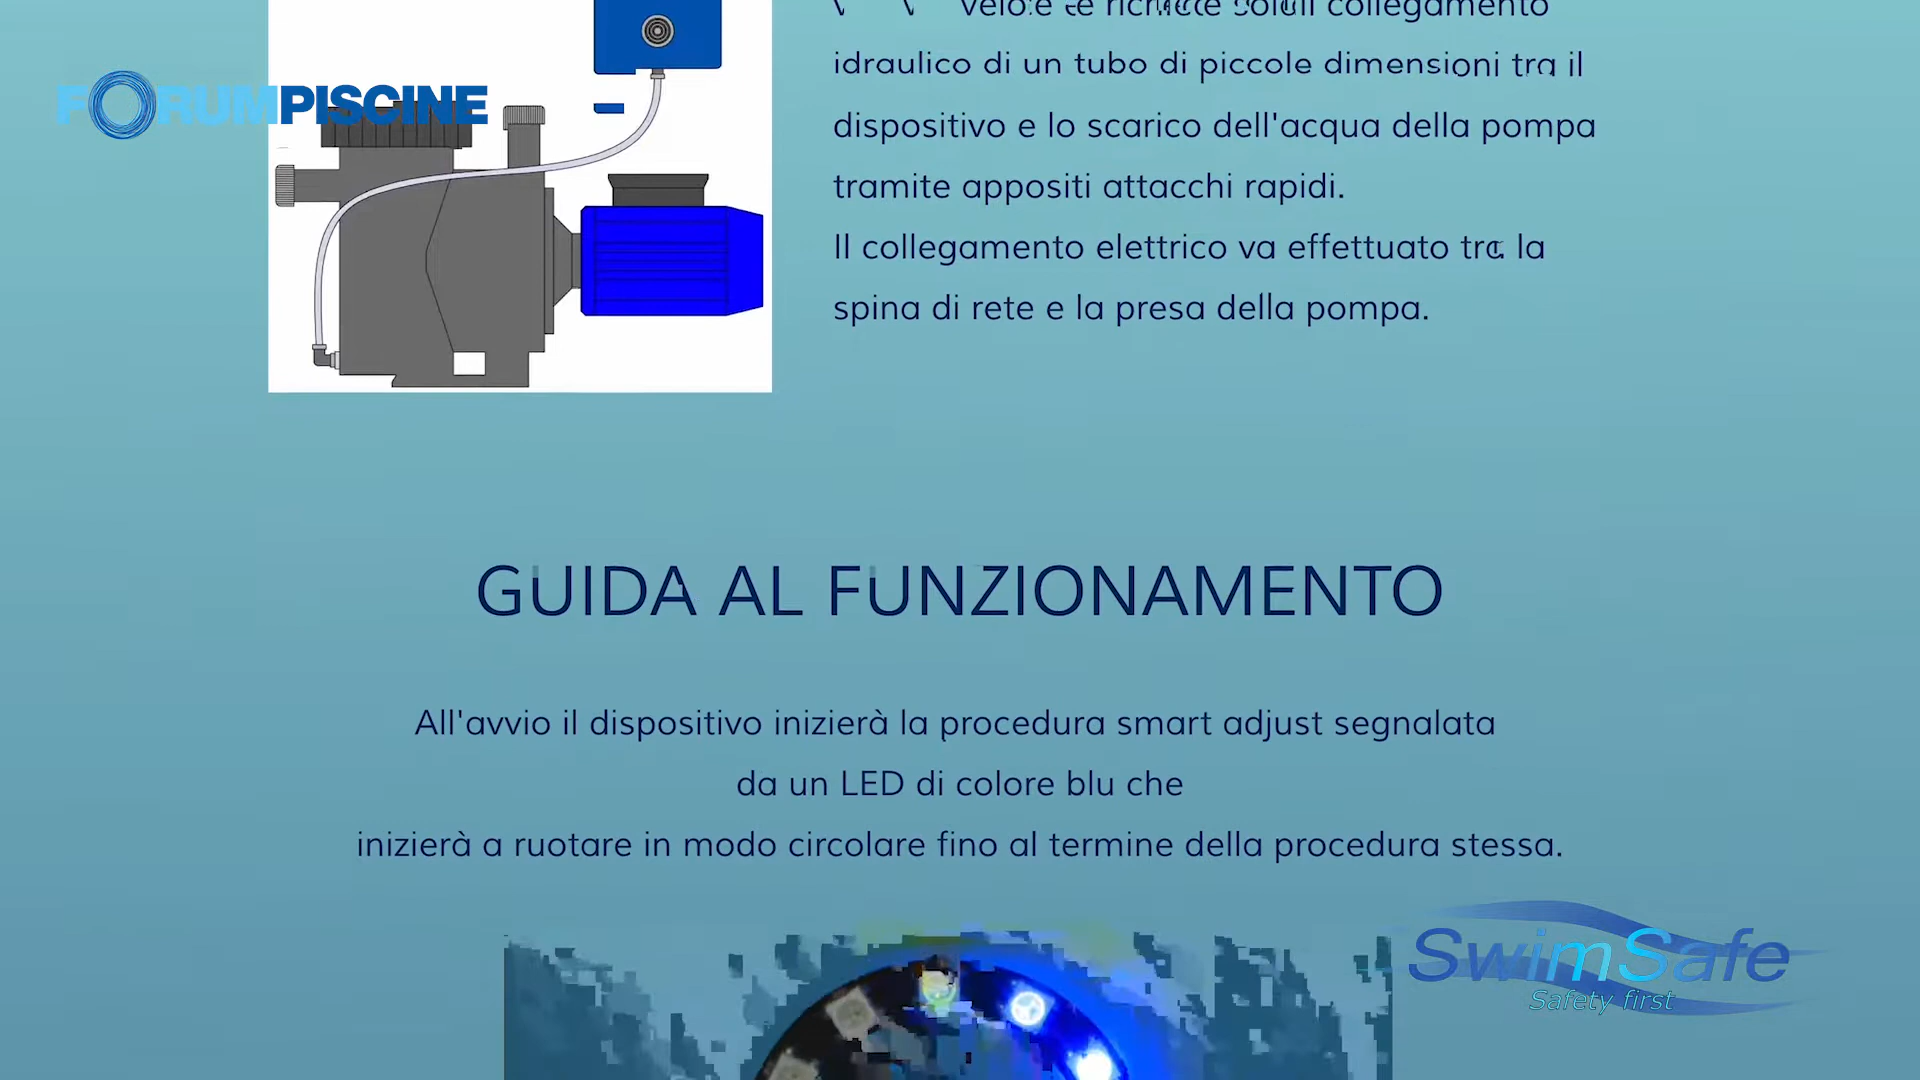 collegamento
idraulico di un tubo di piccole dimensioni tra il
FORUMPISCINE
dispositivo e lo scarico dell'acqua della pompa
tramite appositi attacchi rapidi.
Il collegamento elettrico va effettuato tra la
spina di rete e la presa della pompa.
GUIDA AL FUNZIONAMENTO
All'avvio il dispositivo inizierà la procedura smart adjust segnalata
da un LED di colore blu che
inizierà a ruotare in modo circolare fino al termine della procedura stessa.
SwimSafe
Safety first